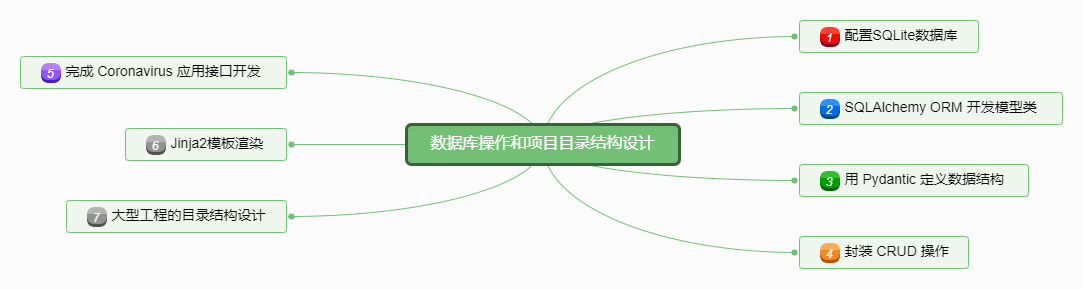 数据库操作和项目目录结构设计
1 配置SQLite数据库
2 SQLAlchemy ORM 开发模型类
3 用 Pydantic 定义数据结构
4 封装 CRUD 操作
5 完成 Coronavirus 应用接口开发
6 Jinja2模板渲染
7 大型工程的目录结构设计